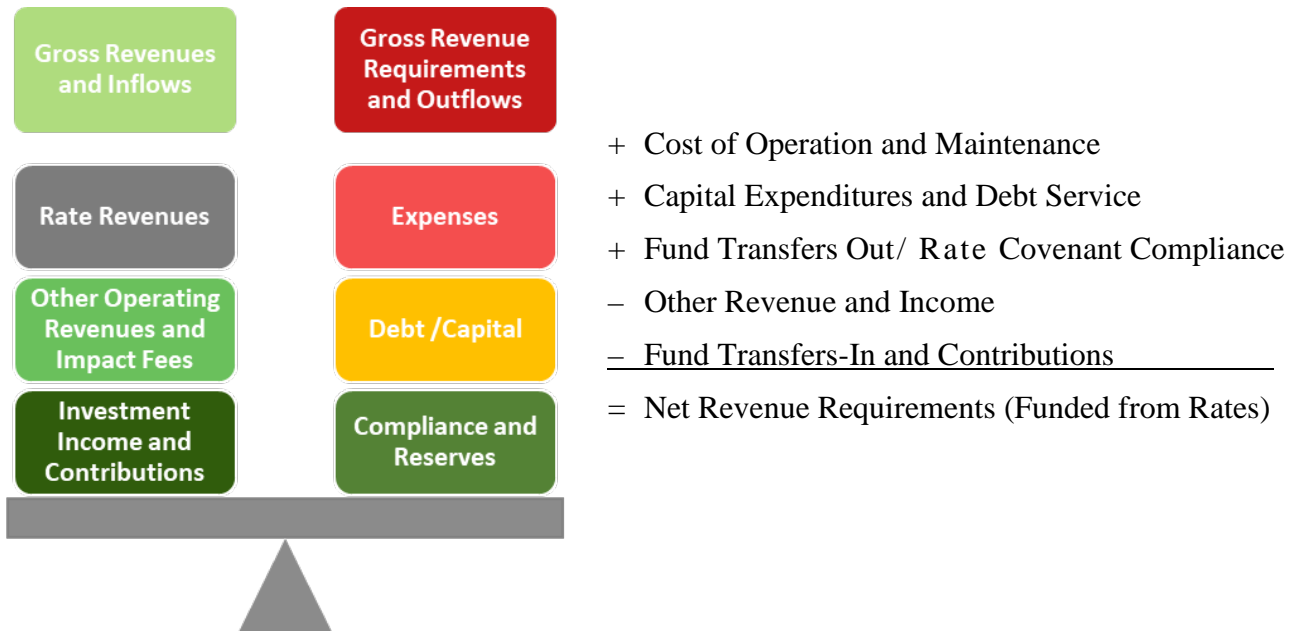 Gross Revenues
and Inflows
Gross Revenue
Requirements
and Outflows
Rate Revenues
Expenses
Other Operating
Revenues and
Impact Fees
Debt /Capital
Investment
Income and
Contributions
Compliance and
Reserves
+ Cost of Operation and Maintenance
+ Capital Expenditures and Debt Service
+ Fund Transfers Out/ Rate Covenant Compliance
– Other Revenue and Income
– Fund Transfers-In and Contributions
= Net Revenue Requirements (Funded from Rates)